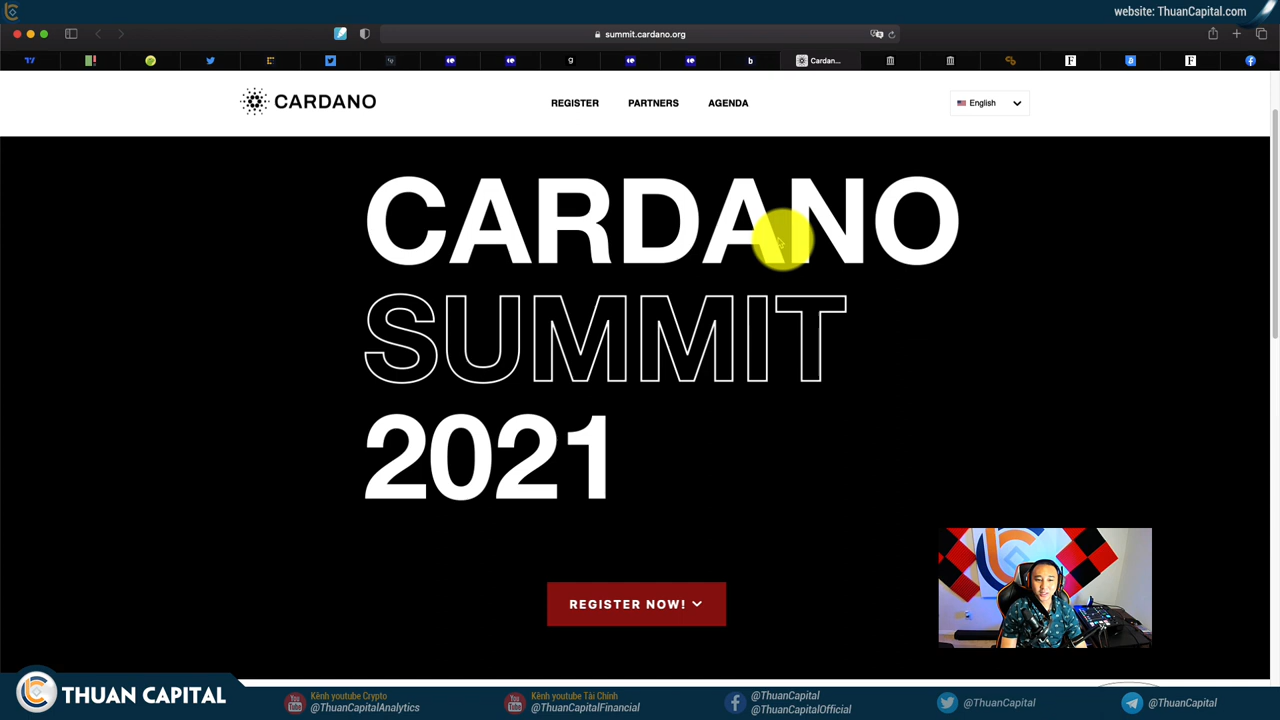 website: ThuanCapital.com
summit.cardano.org
Cardan...
CARDANO
REGISTER
PARTNERS
AGENDA
English
CARDANO
SUMMIT
2021
REGISTER NOW!
THUAN CAPITAL
Kênh youtube Crypto
@ThuanCapitalAnalytics
Kênh youtube Tài Chính
@ThuanCapitalFinancial
@ThuanCapital
@ThuanCapitalOfficial
@ThuanCapital
@ThuanCapital